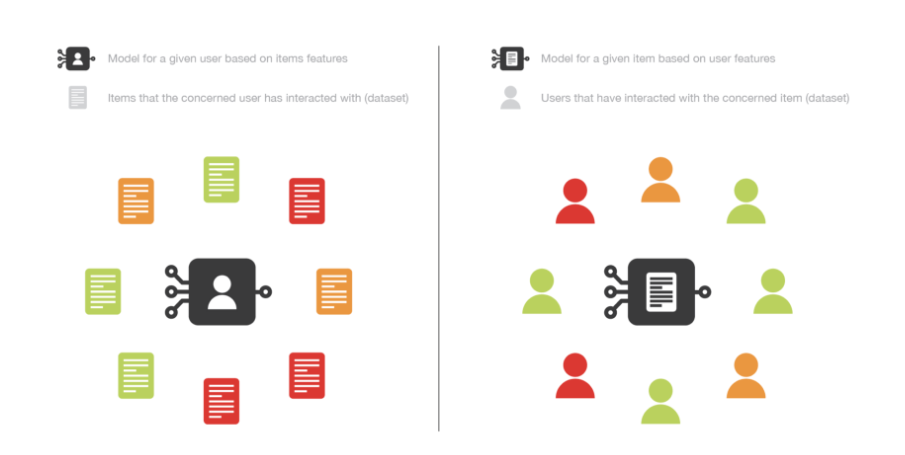 Model for a given user based on items features
Items that the concerned user has interacted with (dataset)
Model for a given item based on user features
Users that have interacted with the concerned item (dataset)